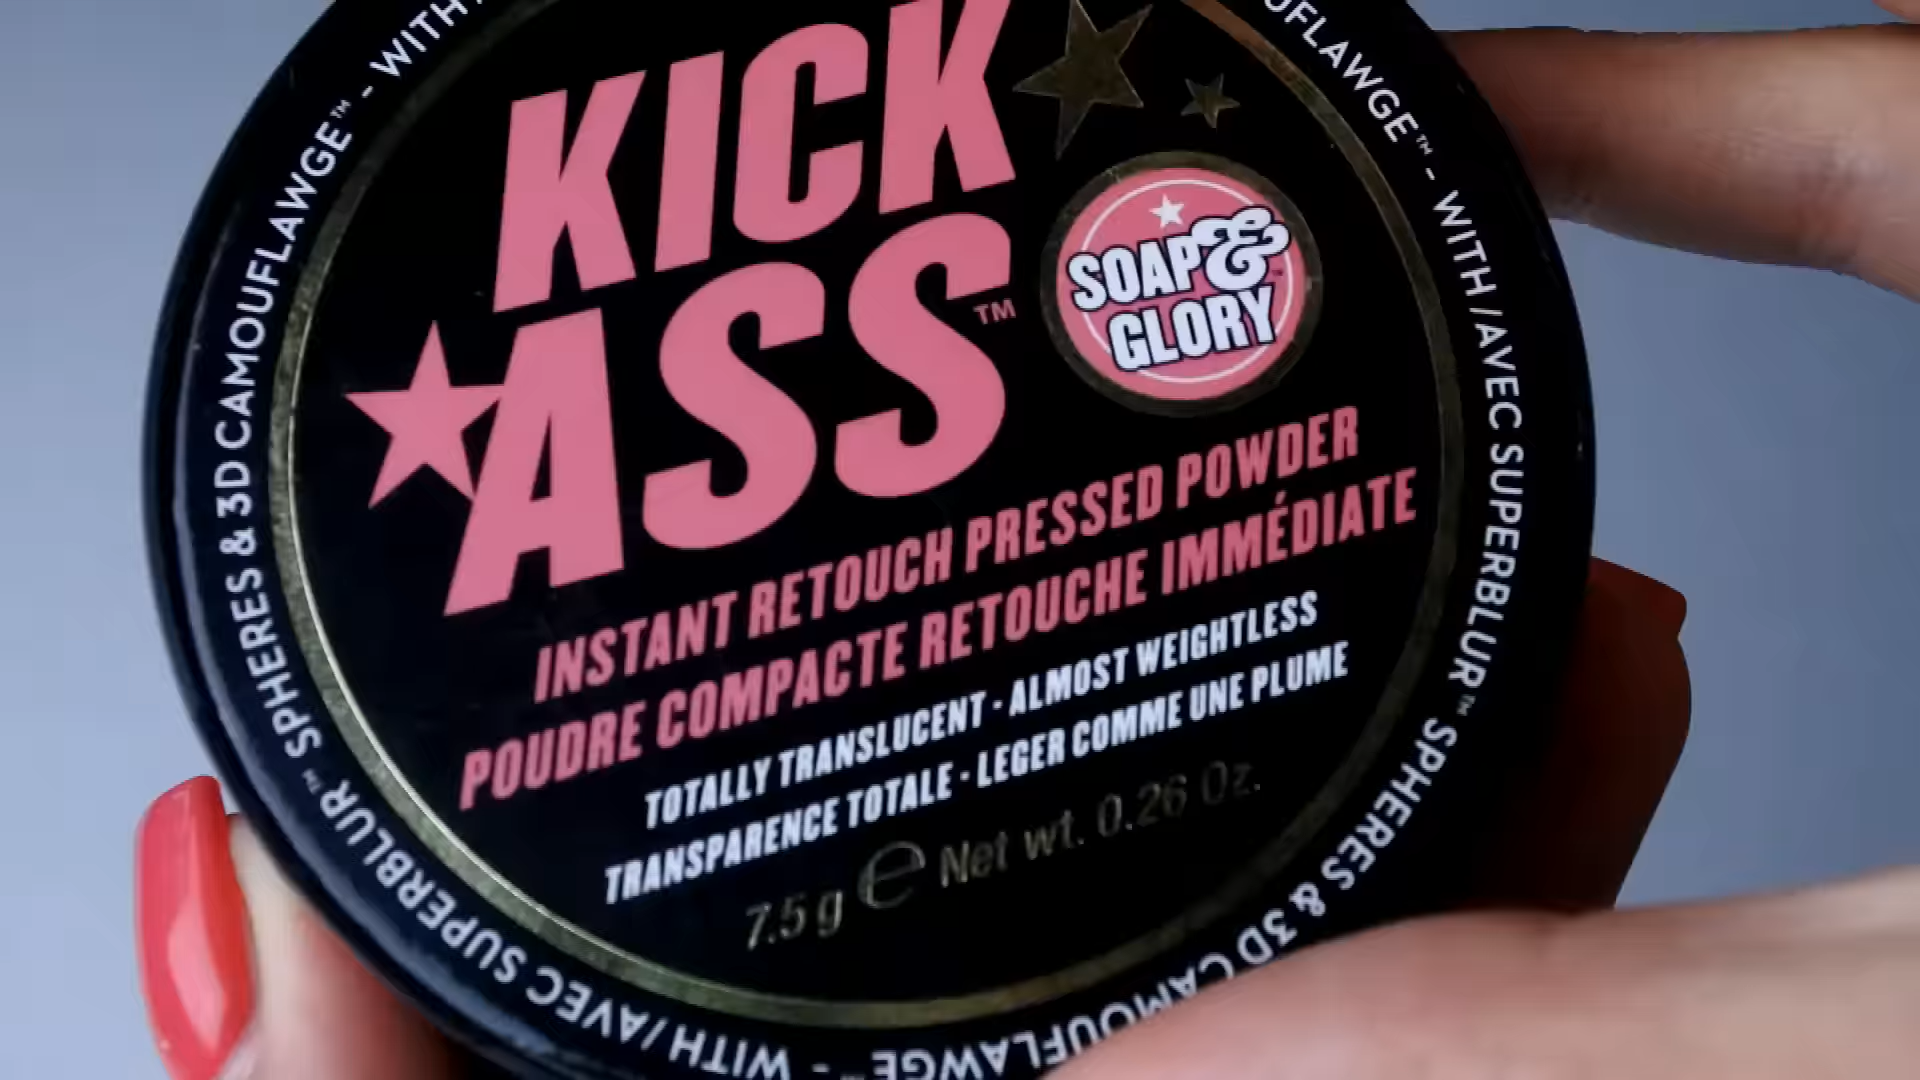 KICK
ASS™
SOAP &
GLORY™
INSTANT RETOUCH PRESSED POWDER
POUDRE COMPACTE RETOUCHE IMMÉDIATE
TOTALLY TRANSLUCENT - ALMOST WEIGHTLESS
TRANSPARENCE TOTALE - LEGER COMME UNE PLUME
7.5 g ℮ Net wt. 0.26 Oz.
WITH / AVEC SUPERBLUR™ SPHERES & 3D CAMOUFLAWGE™ - WITH / AVEC SUPERBLUR™ SPHERES & 3D CAMOUFLAWGE™ - WITH